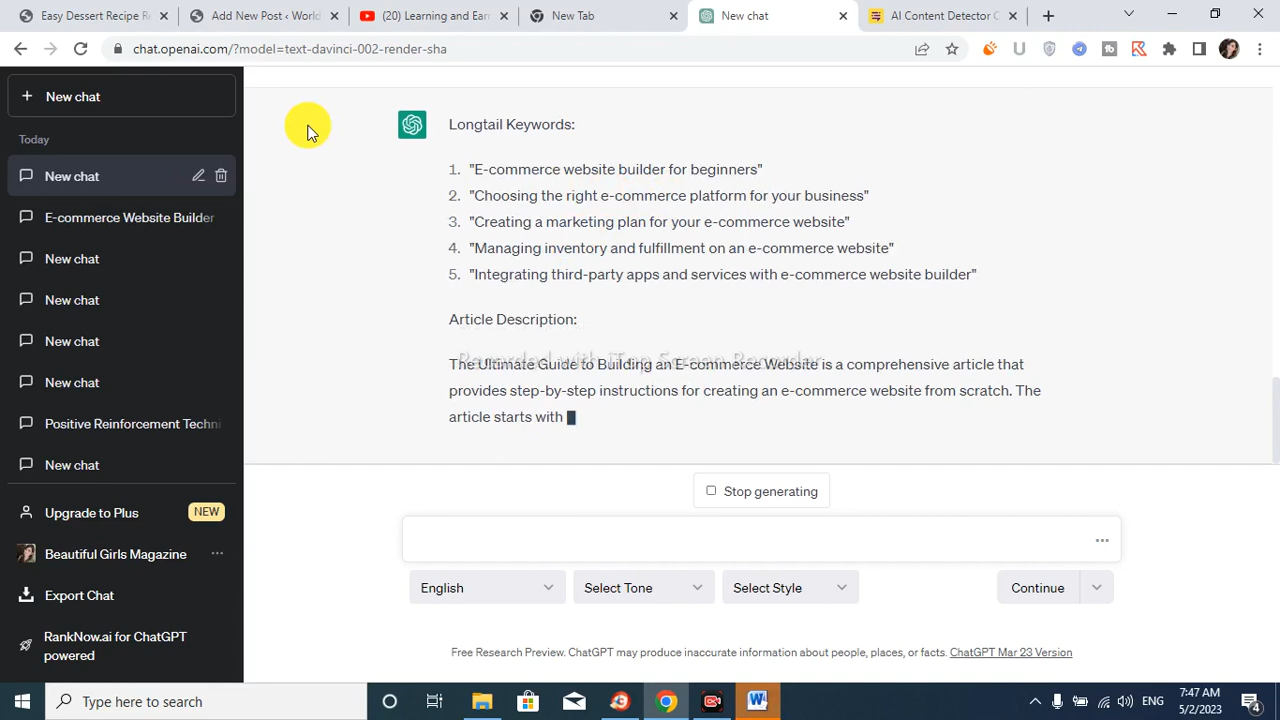 Easy Dessert Recipe R
Add New Post ‹ World
(20) Learning and Earn
New Tab
New chat
AI Content Detector C
chat.openai.com/?model=text-davinci-002-render-sha
New chat
Today
New chat
E-commerce Website Builder
New chat
New chat
New chat
New chat
Positive Reinforcement Techni
New chat
Upgrade to Plus
NEW
Beautiful Girls Magazine
Export Chat
RankNow.ai for ChatGPT
powered
Longtail Keywords:
1. "E-commerce website builder for beginners"
2. "Choosing the right e-commerce platform for your business"
3. "Creating a marketing plan for your e-commerce website"
4. "Managing inventory and fulfillment on an e-commerce website"
5. "Integrating third-party apps and services with e-commerce website builder"
Article Description:
Recorded with iTop Screen Recorder
The Ultimate Guide to Building an E-commerce Website is a comprehensive article that
provides step-by-step instructions for creating an e-commerce website from scratch. The
article starts with
Stop generating
English
Select Tone
Select Style
Continue
Free Research Preview. ChatGPT may produce inaccurate information about people, places, or facts. ChatGPT Mar 23 Version
Type here to search
ENG
7:47 AM
5/2/2023
4